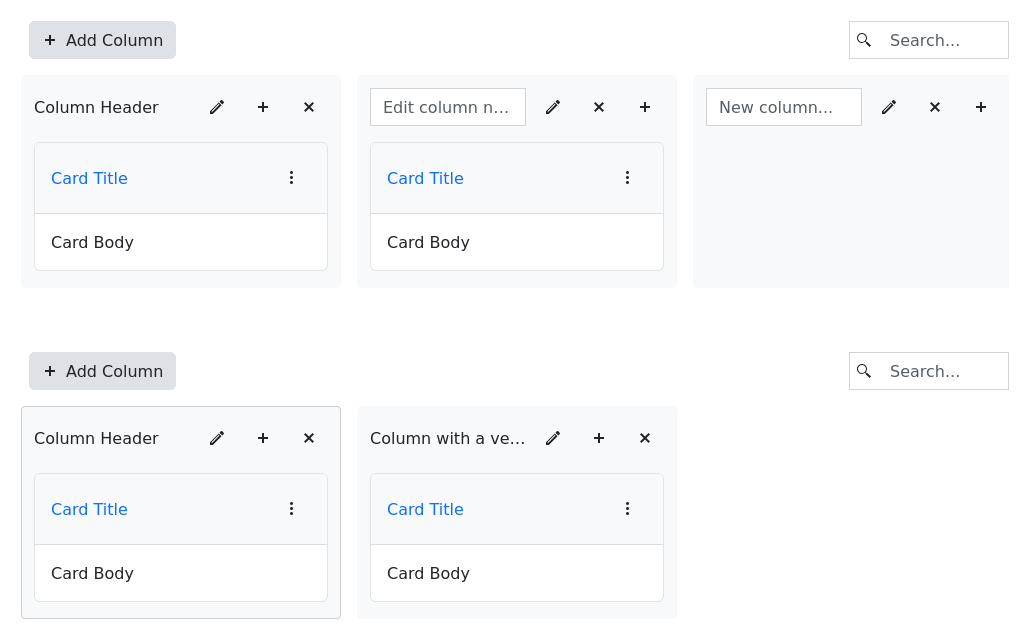 Add Column
Search...
Column Header
Edit column n...
New column...
Card Title
Card Title
Card Body
Card Body
Add Column
Search...
Column Header
Column with a ve...
Card Title
Card Title
Card Body
Card Body